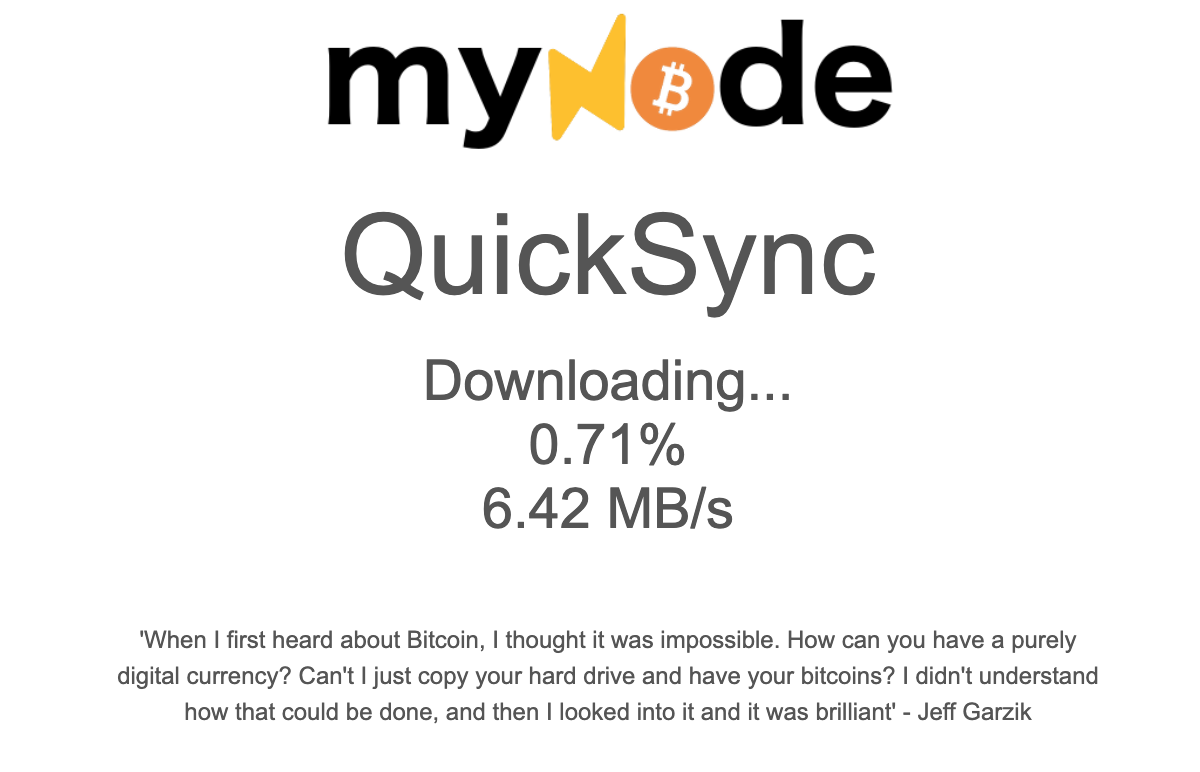 myNode
QuickSync
Downloading...
0.71%
6.42 MB/s
'When I first heard about Bitcoin, I thought it was impossible. How can you have a purely
digital currency? Can't I just copy your hard drive and have your bitcoins? I didn't understand
how that could be done, and then I looked into it and it was brilliant' - Jeff Garzik